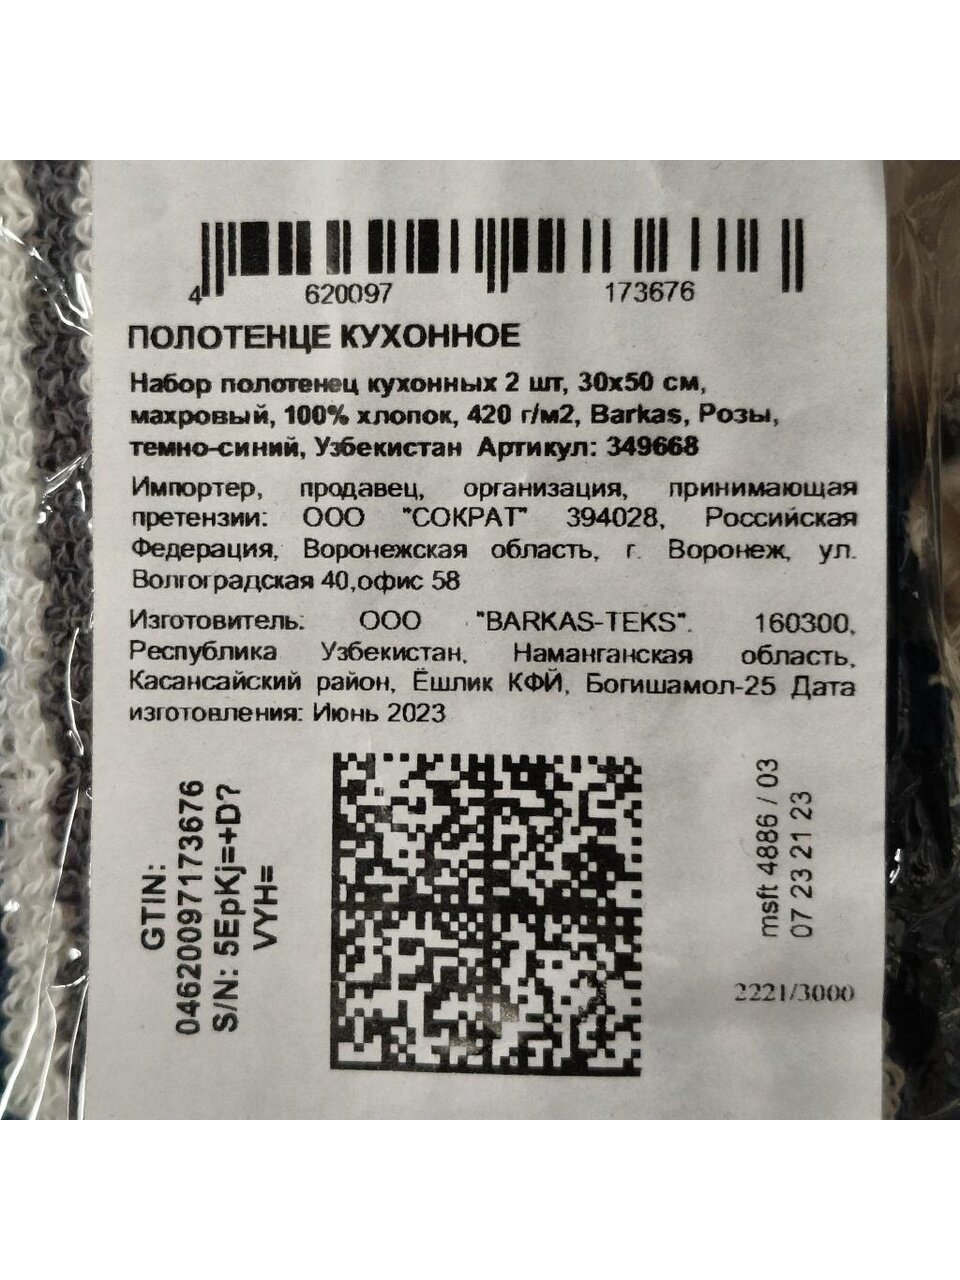 4 620097 173676
ПОЛОТЕНЦЕ КУХОННОЕ
Набор полотенец кухонных 2 шт, 30х50 см,
махровый, 100% хлопок, 420 г/м2, Barkas, Розы,
темно-синий, Узбекистан Артикул: 349668
Импортер, продавец, организация, принимающая
претензии: ООО "СОКРАТ" 394028, Российская
Федерация, Воронежская область, г. Воронеж, ул.
Волгоградская 40,офис 58
Изготовитель: ООО "BARKAS-TEKS". 160300,
Республика Узбекистан, Наманганская область,
Касансайский район, Ёшлик КФЙ, Богишамол-25 Дата
изготовления: Июнь 2023
GTIN:
04620097173676
S/N: 5EpKj=+D?
VYH=
msft 4886 / 03
07 23 21 23
2221/3000